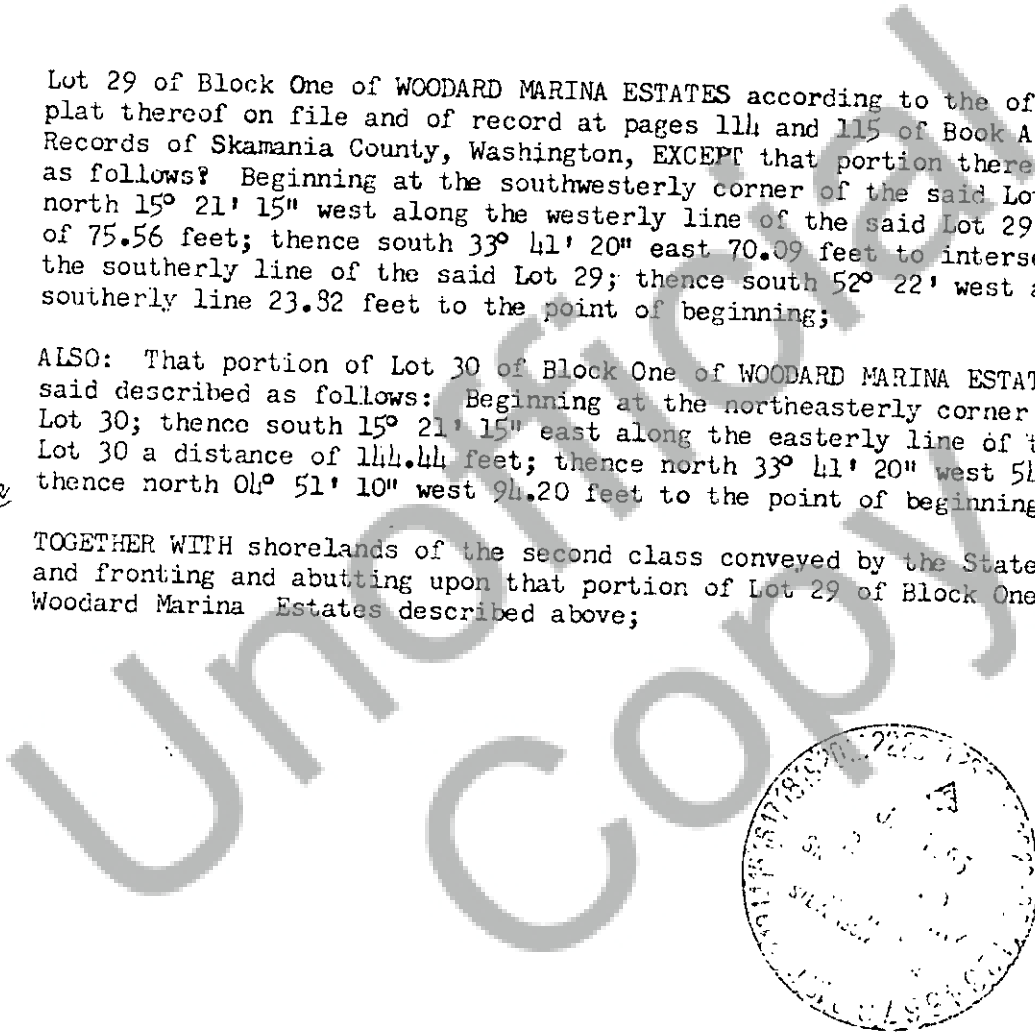 Lot 29 of Block One of WOODARD MARINA ESTATES according to the of
plat thereof on file and of record at pages 114 and 115 of Book A
Records of Skamania County, Washington, EXCEPT that portion there
as follows? Beginning at the southwesterly corner of the said Lo
north 15° 21' 15" west along the westerly line of the said Lot 29
of 75.56 feet; thence south 33° 41' 20" east 70.09 feet to interse
the southerly line of the said Lot 29; thence south 52° 22' west a
southerly line 23.82 feet to the point of beginning;
ALSO: That portion of Lot 30 of Block One of WOODARD MARINA ESTAT
said described as follows: Beginning at the northeasterly corner
Lot 30; thence south 15° 21' 15" east along the easterly line of t
Lot 30 a distance of 144.44 feet; thence north 33° 41' 20" west 54
thence north 04° 51' 10" west 94.20 feet to the point of beginning
TOGETHER WITH shorelands of the second class conveyed by the State
and fronting and abutting upon that portion of Lot 29 of Block One
Woodard Marina Estates described above;
Unofficial
Copy